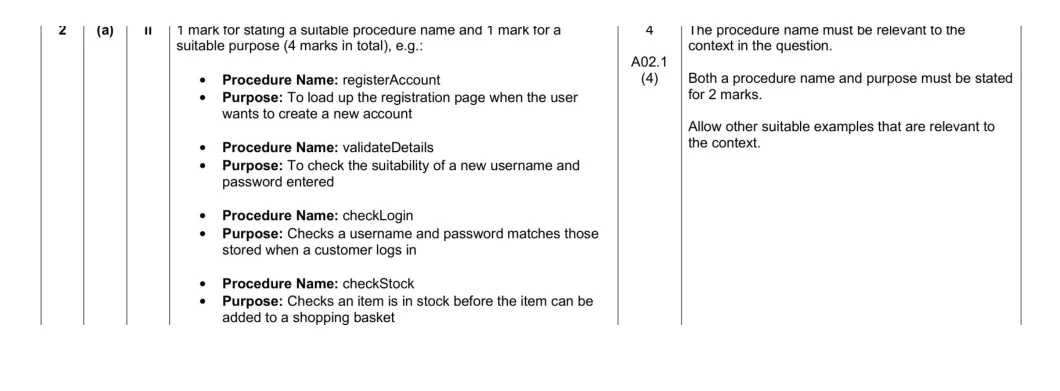 2 (a) ii 1 mark for stating a suitable procedure name and 1 mark for a
suitable purpose (4 marks in total), e.g.:
• Procedure Name: registerAccount
• Purpose: To load up the registration page when the user
wants to create a new account
• Procedure Name: validateDetails
• Purpose: To check the suitability of a new username and
password entered
• Procedure Name: checkLogin
• Purpose: Checks a username and password matches those
stored when a customer logs in
• Procedure Name: checkStock
• Purpose: Checks an item is in stock before the item can be
added to a shopping basket
4
A02.1
(4)
The procedure name must be relevant to the
context in the question.
Both a procedure name and purpose must be stated
for 2 marks.
Allow other suitable examples that are relevant to
the context.